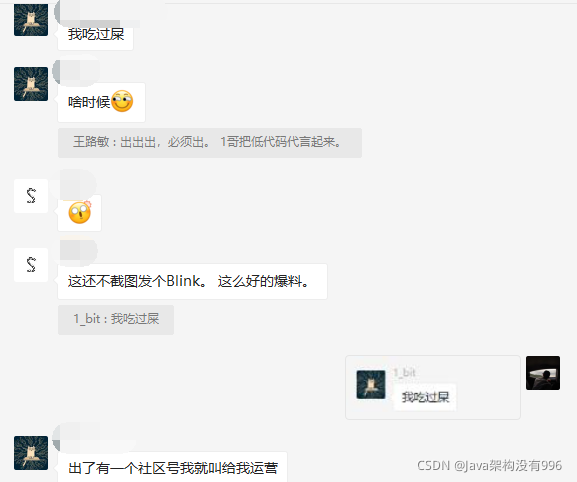 我吃过屎
啥时候
王路敏：出出出，必须出。 1哥把低代码代言起来。
这还不截图发个Blink。 这么好的爆料。
1_bit：我吃过屎
1_bit
我吃过屎
出了有一个社区号我就叫给我运营
CSDN @Java架构没有996